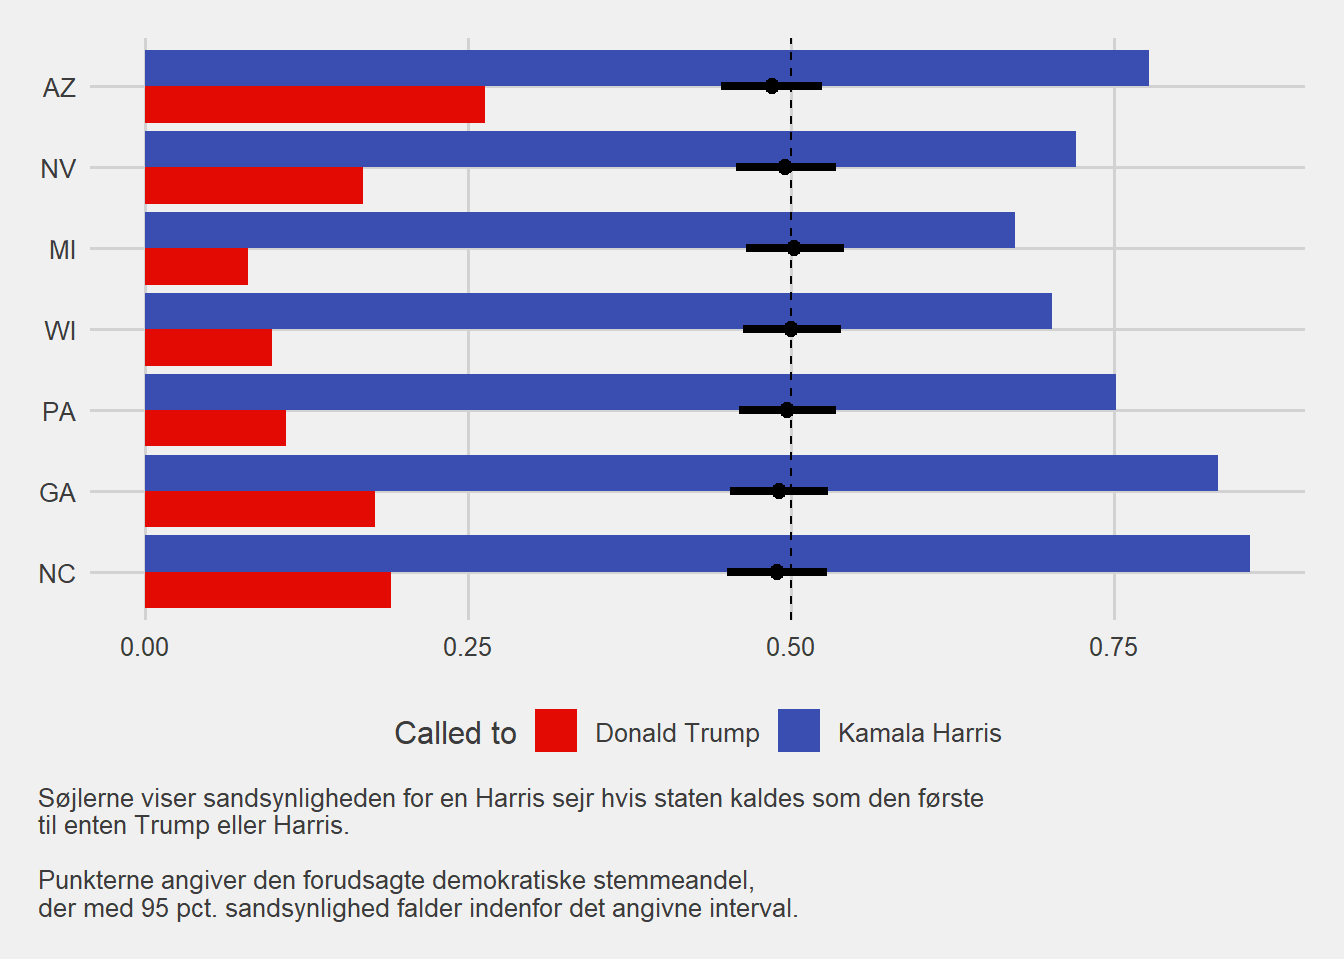 AZ
NV
MI
WI
PA
GA
NC
0.00 0.25 0.50 0.75
Called to Donald Trump Kamala Harris
Søjlerne viser sandsynligheden for en Harris sejr hvis staten kaldes som den første
til enten Trump eller Harris.
Punkterne angiver den forudsagte demokratiske stemmeandel,
der med 95 pct. sandsynlighed falder indenfor det angivne interval.